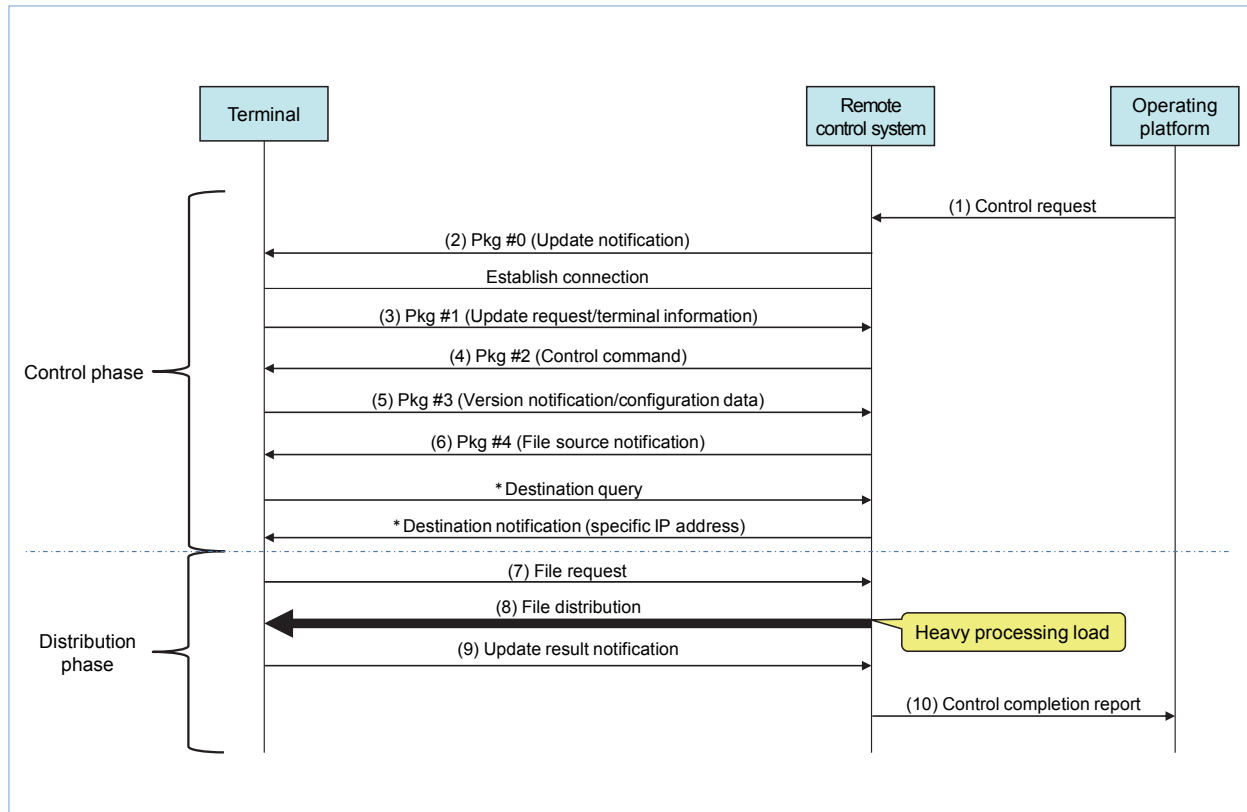 Terminal
Remote
control system
Operating
platform
(1) Control request
(2) Pkg #0 (Update notification)
Establish connection
(3) Pkg #1 (Update request/terminal information)
Control phase
(4) Pkg #2 (Control command)
(5) Pkg #3 (Version notification/configuration data)
(6) Pkg #4 (File source notification)
* Destination query
* Destination notification (specific IP address)
(7) File request
(8) File distribution
Heavy processing load
Distribution
phase
(9) Update result notification
(10) Control completion report